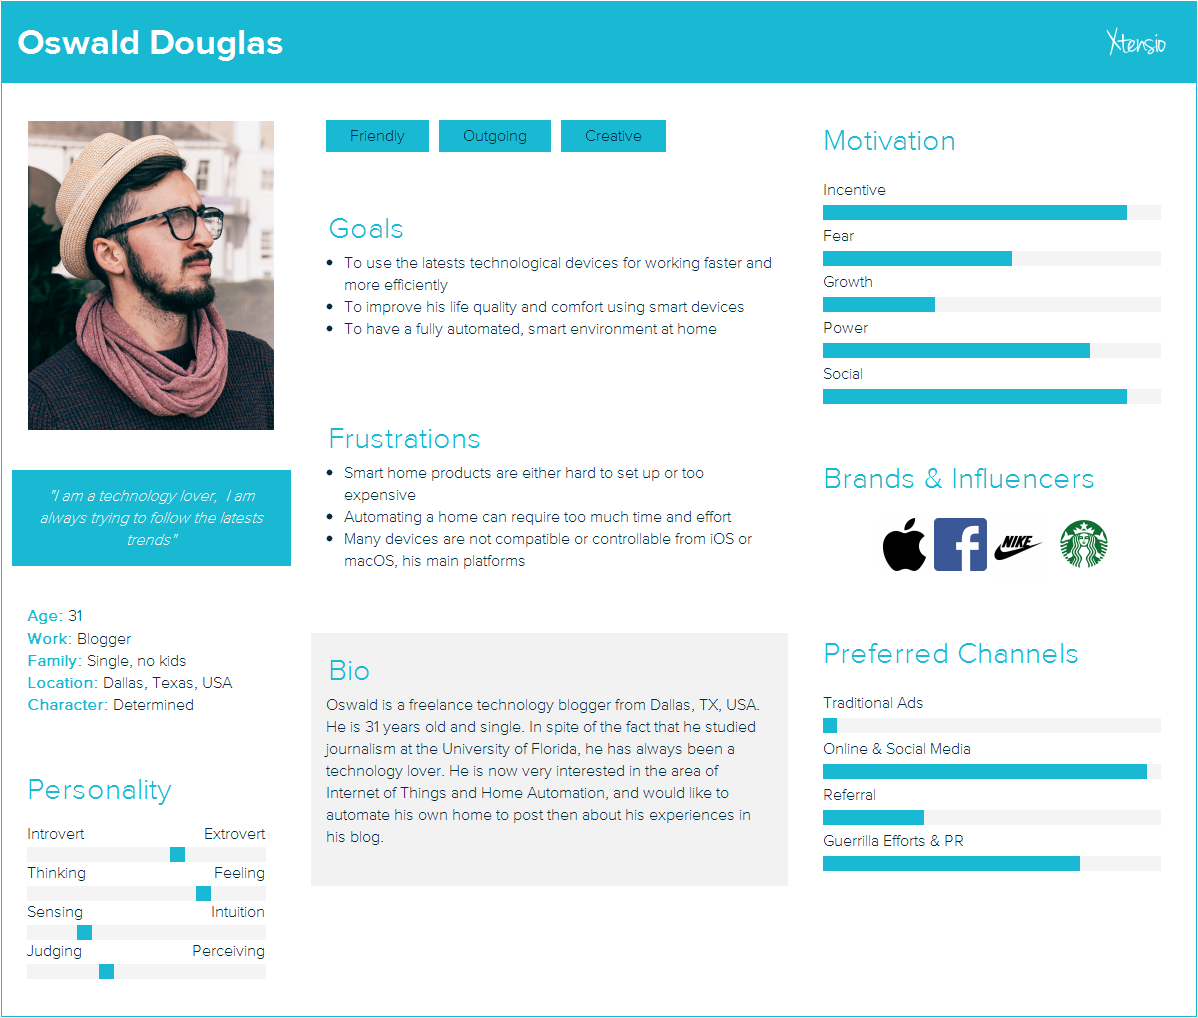 Oswald Douglas
Xtensio
"I am a technology lover,  I am
always trying to follow the latests
trends"
Age: 31
Work: Blogger
Family: Single, no kids
Location: Dallas, Texas, USA
Character: Determined
Personality
Introvert Extrovert
Thinking Feeling
Sensing Intuition
Judging Perceiving
Friendly Outgoing Creative
Goals
• To use the latests technological devices for working faster and
more efficiently
• To improve his life quality and comfort using smart devices
• To have a fully automated, smart environment at home
Frustrations
• Smart home products are either hard to set up or too
expensive
• Automating a home can require too much time and effort
• Many devices are not compatible or controllable from iOS or
macOS, his main platforms
Bio
Oswald is a freelance technology blogger from Dallas, TX, USA.
He is 31 years old and single. In spite of the fact that he studied
journalism at the University of Florida, he has always been a
technology lover. He is now very interested in the area of
Internet of Things and Home Automation, and would like to
automate his own home to post then about his experiences in
his blog.
Motivation
Incentive
Fear
Growth
Power
Social
Brands & Influencers
f NIKE
Preferred Channels
Traditional Ads
Online & Social Media
Referral
Guerrilla Efforts & PR